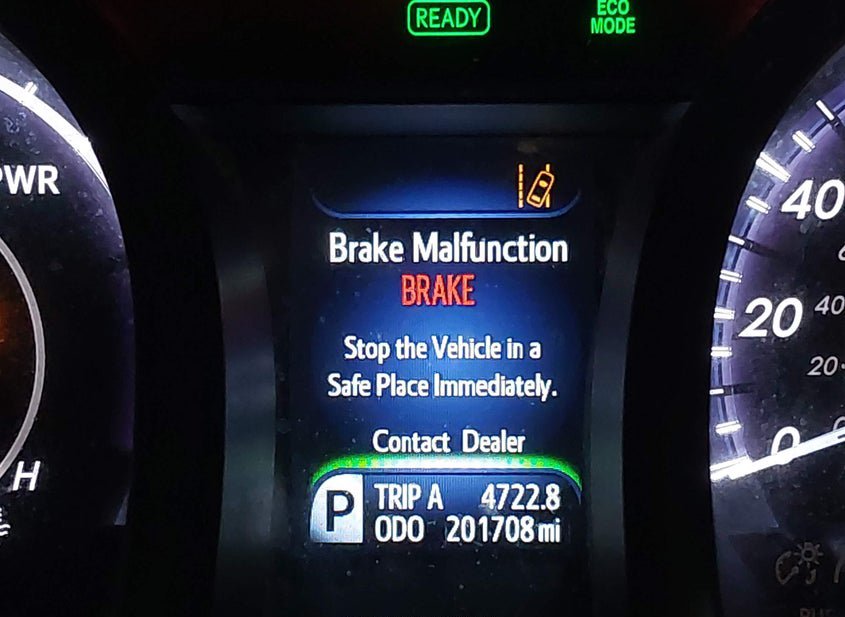 READY
ECO
MODE
PWR
Brake Malfunction
BRAKE
Stop the Vehicle in a
Safe Place Immediately.
Contact Dealer
P
TRIP A 4722.8
ODO 201708 mi
H
40
20
0
40
20